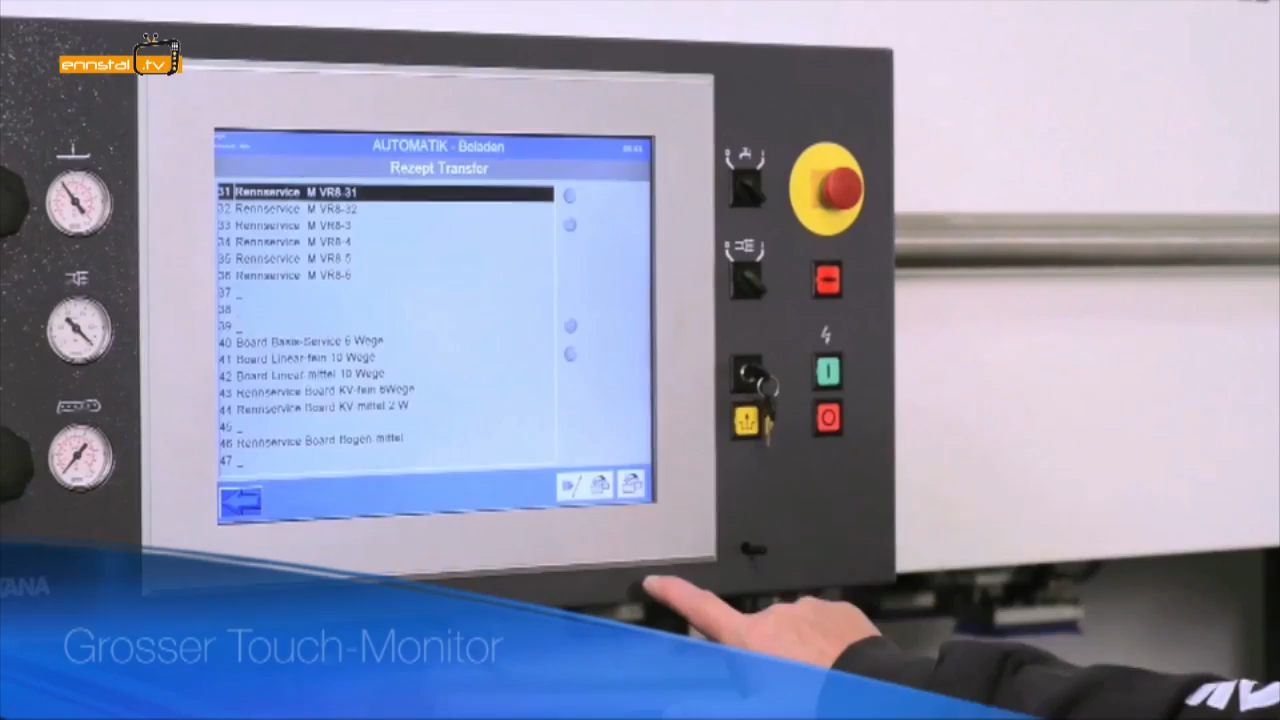 ennstal .tv
AUTOMATIK - Beladen
Rezept Transfer
31 Rennservice M VR8-31
32 Rennservice M VR8-32
33 Rennservice M VR8-3
34 Rennservice M VR8-4
35 Rennservice M VR8-5
36 Rennservice M VR8-6
37 _
38
39 _
40 Board Basis-Service 6 Wege
41 Board Linear-fein 10 Wege
42 Board Linear-mittel 10 Wege
43 Rennservice Board KV-fein 6Wege
44 Rennservice Board KV-mittel 2 W
45 _
46 Rennservice Board Bogen mittel
47 _
Grosser Touch-Monitor